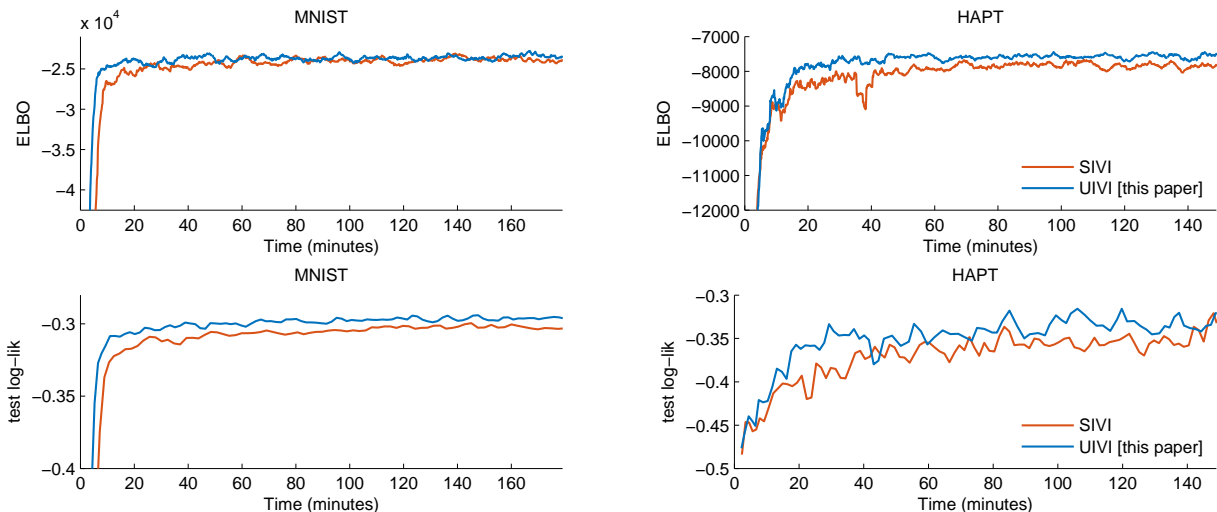 MNIST
x 10⁴
−2.5
−3
−3.5
−4
ELBO
0 20 40 60 80 100 120 140 160
Time (minutes)
HAPT
−7000
−8000
−9000
−10000
−11000
−12000
ELBO
SIVI
UIVI [this paper]
0 20 40 60 80 100 120 140
Time (minutes)
MNIST
−0.3
−0.35
−0.4
test log−lik
0 20 40 60 80 100 120 140 160
Time (minutes)
HAPT
−0.3
−0.35
−0.4
−0.45
−0.5
test log−lik
SIVI
UIVI [this paper]
0 20 40 60 80 100 120 140
Time (minutes)